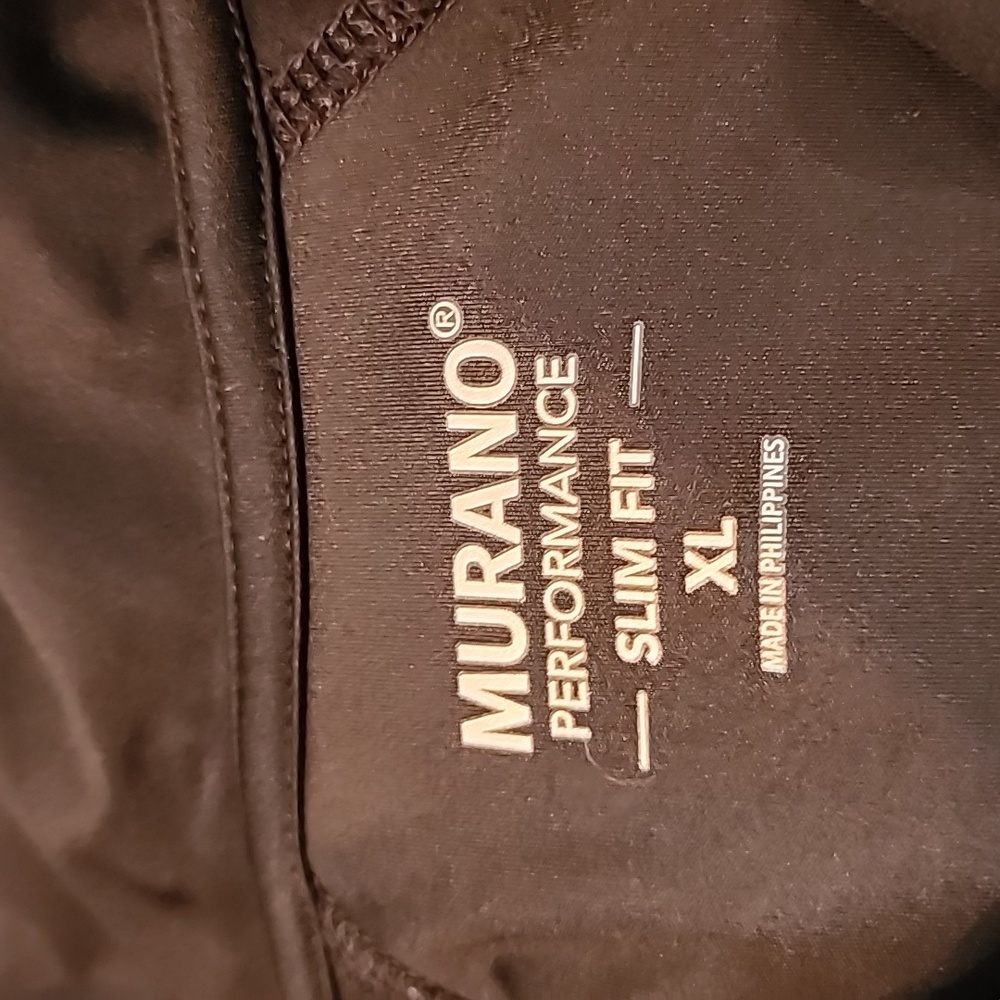 MURANO®
PERFORMANCE
— SLIM FIT —
XL
MADE IN PHILIPPINES